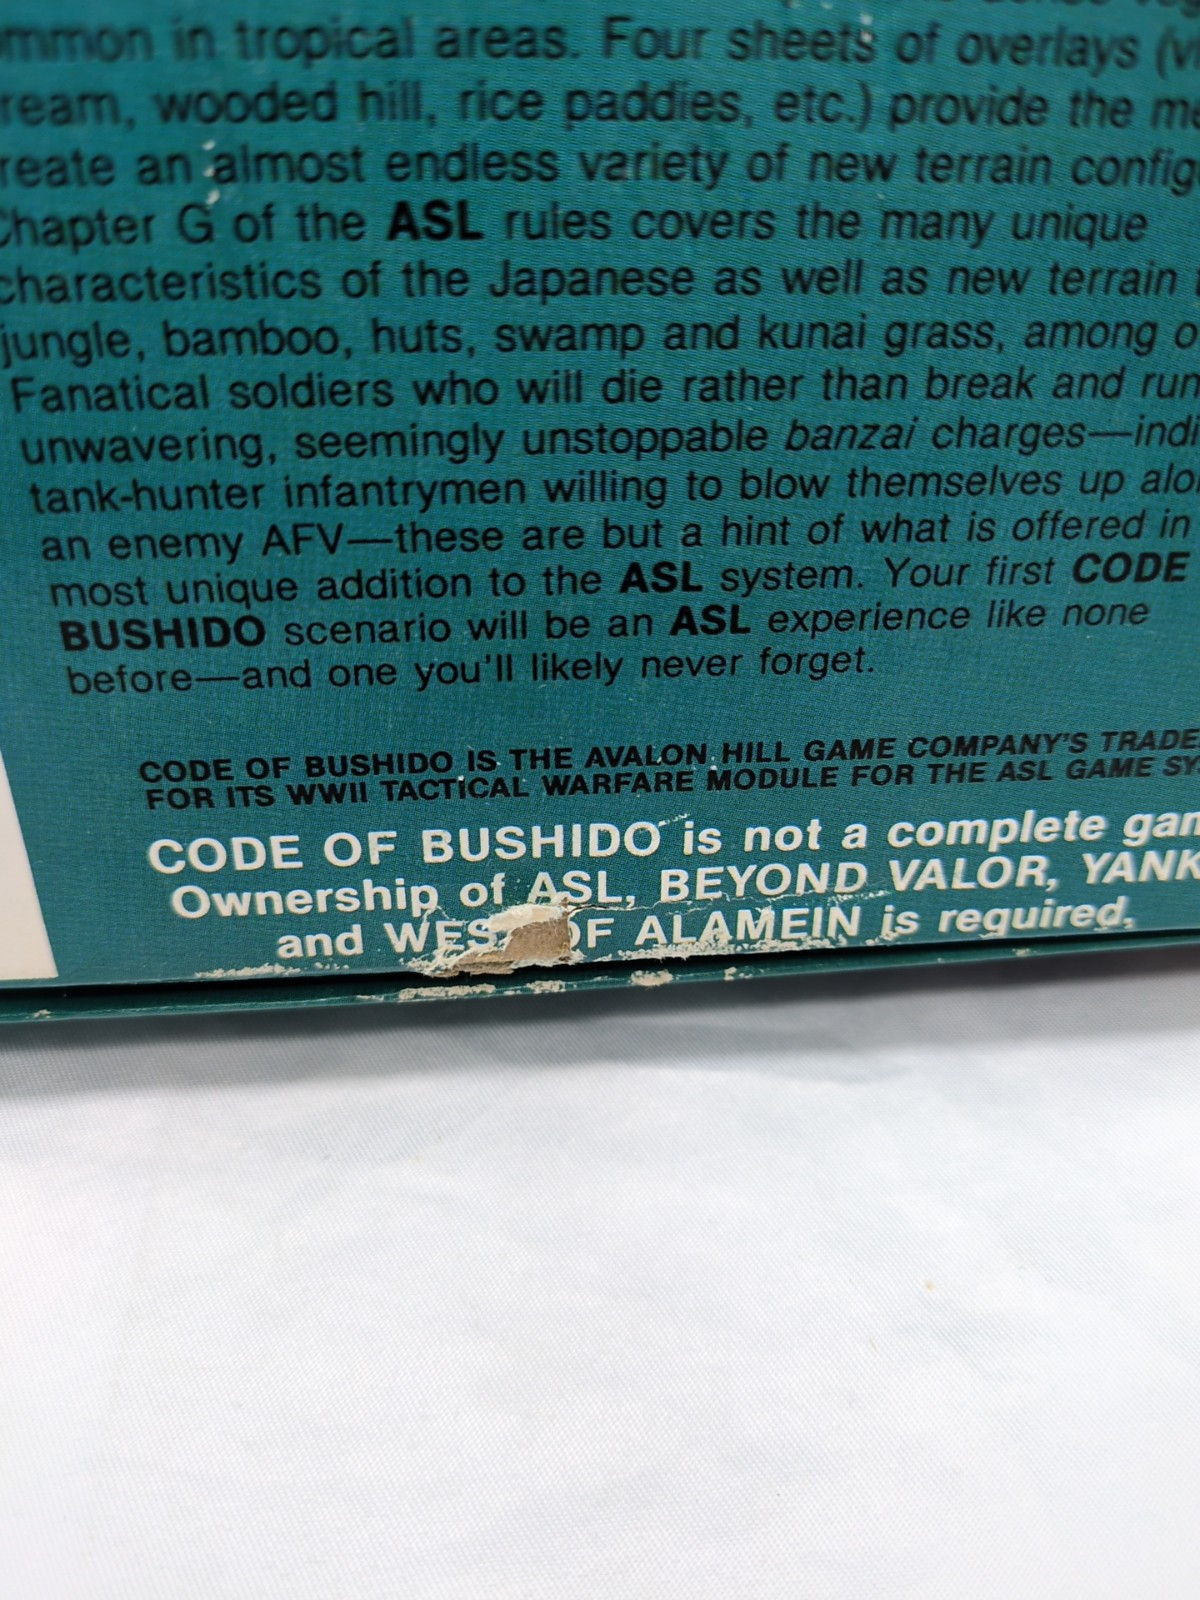 in tropical areas. Four sheets of overlays
wooded hill, rice paddies, etc.) provide the
an almost endless variety of new terrain
Chapter G of the ASL rules covers the many unique
characteristics of the Japanese as well as new terrain
jungle, bamboo, huts, swamp and kunai grass, among
Fanatical soldiers who will die rather than break and run
unwavering, seemingly unstoppable banzai charges—indi
tank-hunter infantrymen willing to blow themselves up alo
an enemy AFV—these are but a hint of what is offered in
most unique addition to the ASL system. Your first CODE
BUSHIDO scenario will be an ASL experience like none
before—and one you'll likely never forget.
CODE OF BUSHIDO IS THE AVALON HILL GAME COMPANY'S TRADE
FOR ITS WWII TACTICAL WARFARE MODULE FOR THE ASL GAME SY
CODE OF BUSHIDO is not a complete gam
Ownership of ASL, BEYOND VALOR, YANK
and WES OF ALAMEIN is required.